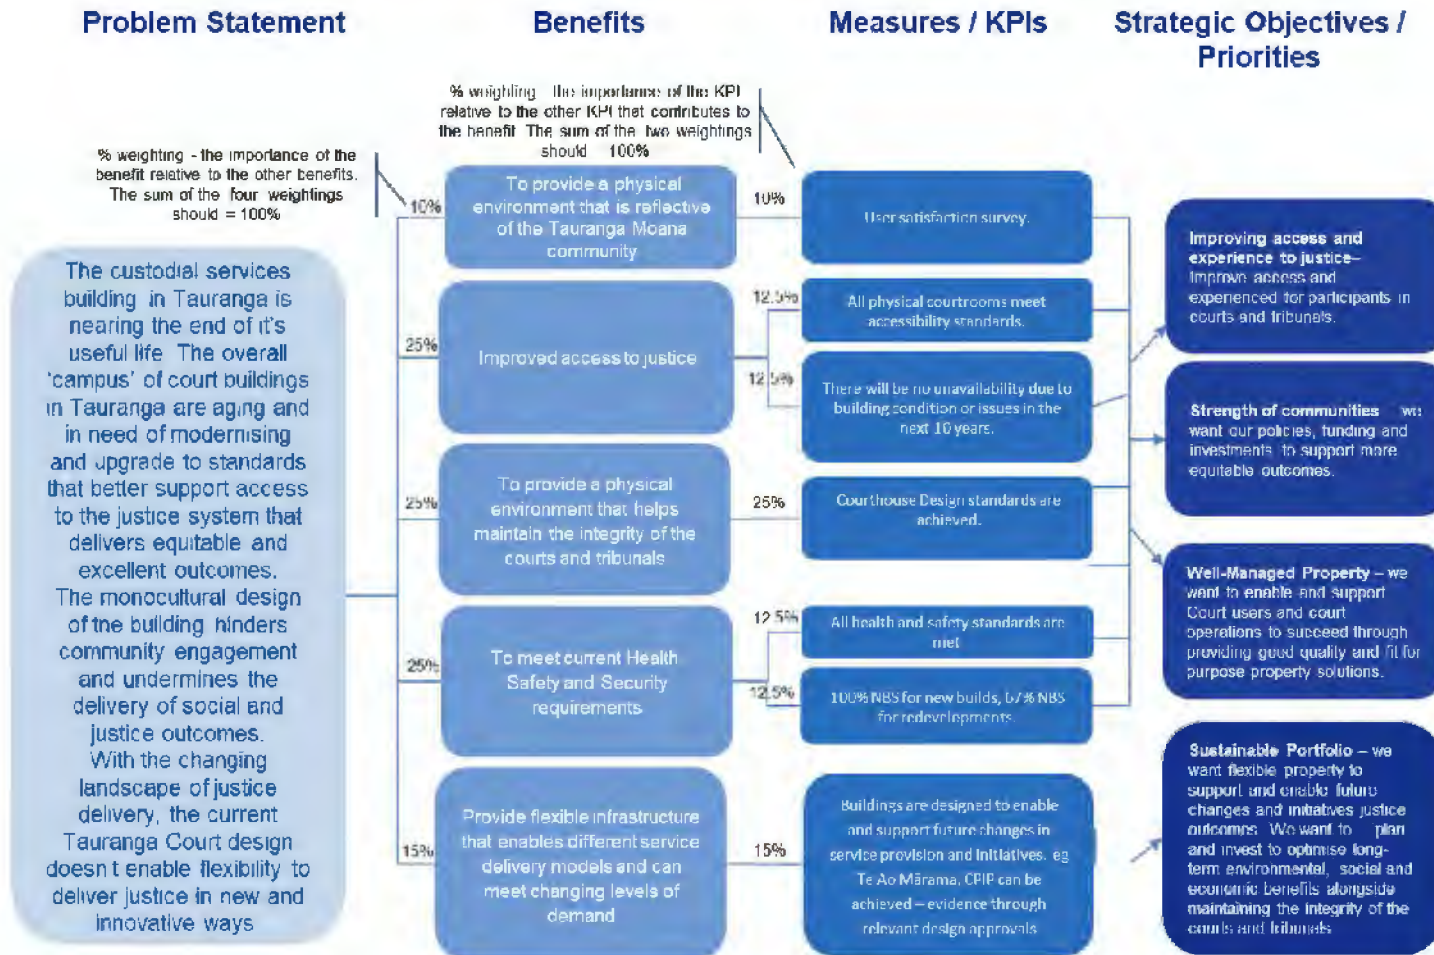 Problem Statement
Benefits
Measures / KPIs
Strategic Objectives /
Priorities
% weighting - the importance of the
benefit relative to the other benefits.
The sum of the four weightings
should = 100%
% weighting the importance of the KPI
relative to the other KPI that contributes to
the benefit The sum of the two weightings
should 100%
The custodial services
building in Tauranga is
nearing the end of it's
useful life The overall
'campus' of court buildings
in Tauranga are aging and
in need of modernising
and upgrade to standards
that better support access
to the justice system that
delivers equitable and
excellent outcomes.
The monocultural design
of the building hinders
community engagement
and undermines the
delivery of social and
justice outcomes.
With the changing
landscape of justice
delivery, the current
Tauranga Court design
doesn't enable flexibility to
deliver justice in new and
innovative ways
10%
To provide a physical
environment that is reflective
of the Tauranga Moana
community
10%
User satisfaction survey.
25%
Improved access to justice
12.5%
All physical courtrooms meet
accessibility standards.
12.5%
There will be no unavailability due to
building condition or issues in the
next 10 years.
25%
To provide a physical
environment that helps
maintain the integrity of the
courts and tribunals
25%
Courthouse Design standards are
achieved.
25%
To meet current Health
Safety and Security
requirements
12.5%
All health and safety standards are
met
12.5%
100% NBS for new builds, 67% NBS
for redevelopments.
15%
Provide flexible infrastructure
that enables different service
delivery models and can
meet changing levels of
demand
15%
Buildings are designed to enable
and support future changes in
service provision and initiatives. eg
Te Ao Mārama, CPIP can be
achieved – evidence through
relevant design approvals
Improving access and
experience to justice–
Improve access and
experienced for participants in
courts and tribunals.
Strength of communities we
want our policies, funding and
investments to support more
equitable outcomes.
Well-Managed Property – we
want to enable and support
Court users and court
operations to succeed through
providing good quality and fit for
purpose property solutions.
Sustainable Portfolio – we
want flexible property to
support and enable future
changes and initiatives justice
outcomes We want to plan
and invest to optimise long-
term environmental, social and
economic benefits alongside
maintaining the integrity of the
courts and tribunals